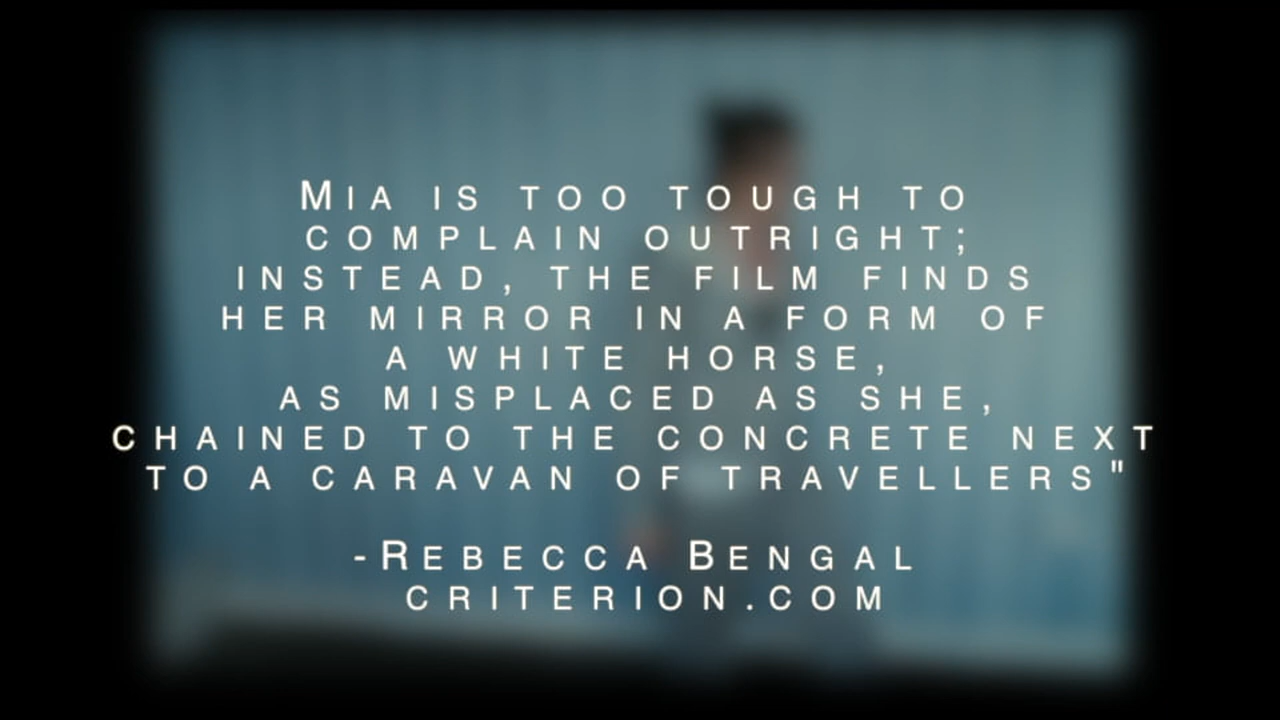 Mia is too tough to
complain outright;
instead, the film finds
her mirror in a form of
a white horse,
as misplaced as she,
chained to the concrete next
to a caravan of travellers"
-Rebecca Bengal
criterion.com